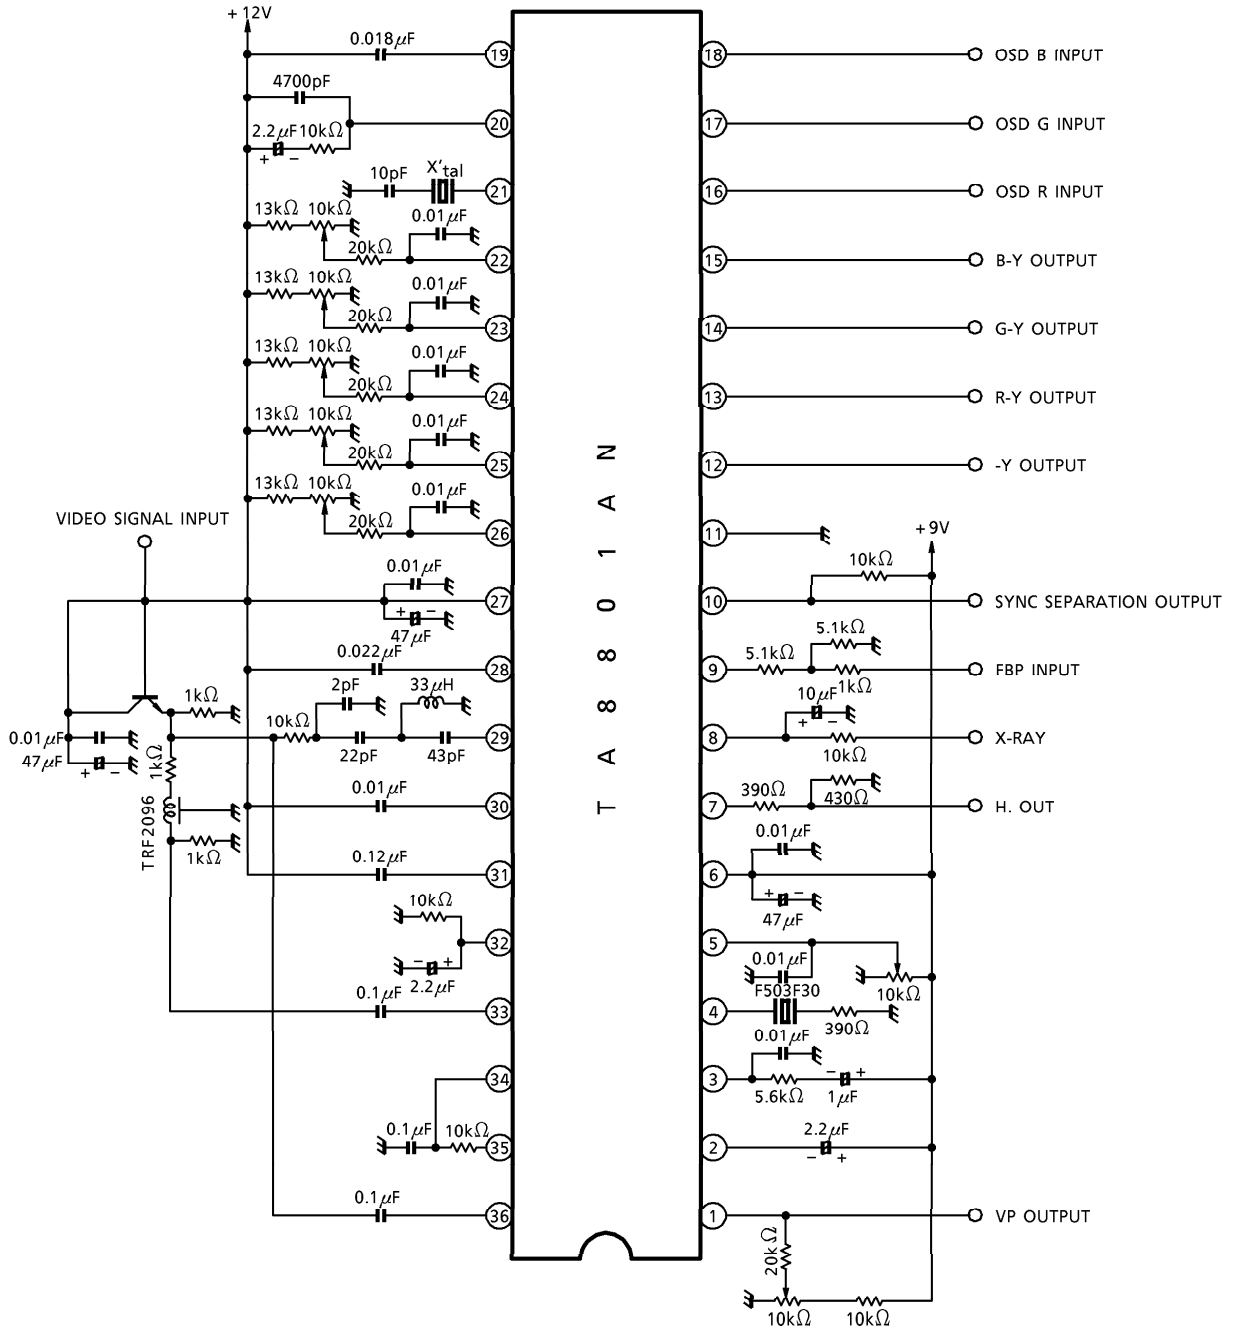 +12V
0.018μF
19
18
OSD B INPUT
4700pF
2.2μF 10kΩ
+ −
20
17
OSD G INPUT
10pF
X'tal
21
16
OSD R INPUT
13kΩ 10kΩ
0.01μF
20kΩ
22
15
B-Y OUTPUT
13kΩ 10kΩ
0.01μF
20kΩ
23
14
G-Y OUTPUT
13kΩ 10kΩ
0.01μF
20kΩ
24
13
R-Y OUTPUT
13kΩ 10kΩ
0.01μF
20kΩ
25
12
-Y OUTPUT
13kΩ 10kΩ
0.01μF
20kΩ
26
11
TA8801AN
VIDEO SIGNAL INPUT
+9V
0.01μF
27
+ −
47μF
10kΩ
10
SYNC SEPARATION OUTPUT
0.022μF
28
5.1kΩ
5.1kΩ
9
1kΩ
FBP INPUT
1kΩ
2pF
33μH
10kΩ
22pF
43pF
29
10μF
+ −
8
10kΩ
X-RAY
0.01μF
47μF
+ −
1kΩ
TRF2096
1kΩ
0.01μF
30
390Ω
430Ω
7
H. OUT
0.12μF
31
0.01μF
6
+ −
47μF
10kΩ
32
− +
2.2μF
5
0.01μF
10kΩ
0.1μF
33
F503F30
4
390Ω
34
0.01μF
3
5.6kΩ
− +
1μF
0.1μF
10kΩ
35
2.2μF
2
− +
0.1μF
36
1
VP OUTPUT
20kΩ
10kΩ
10kΩ